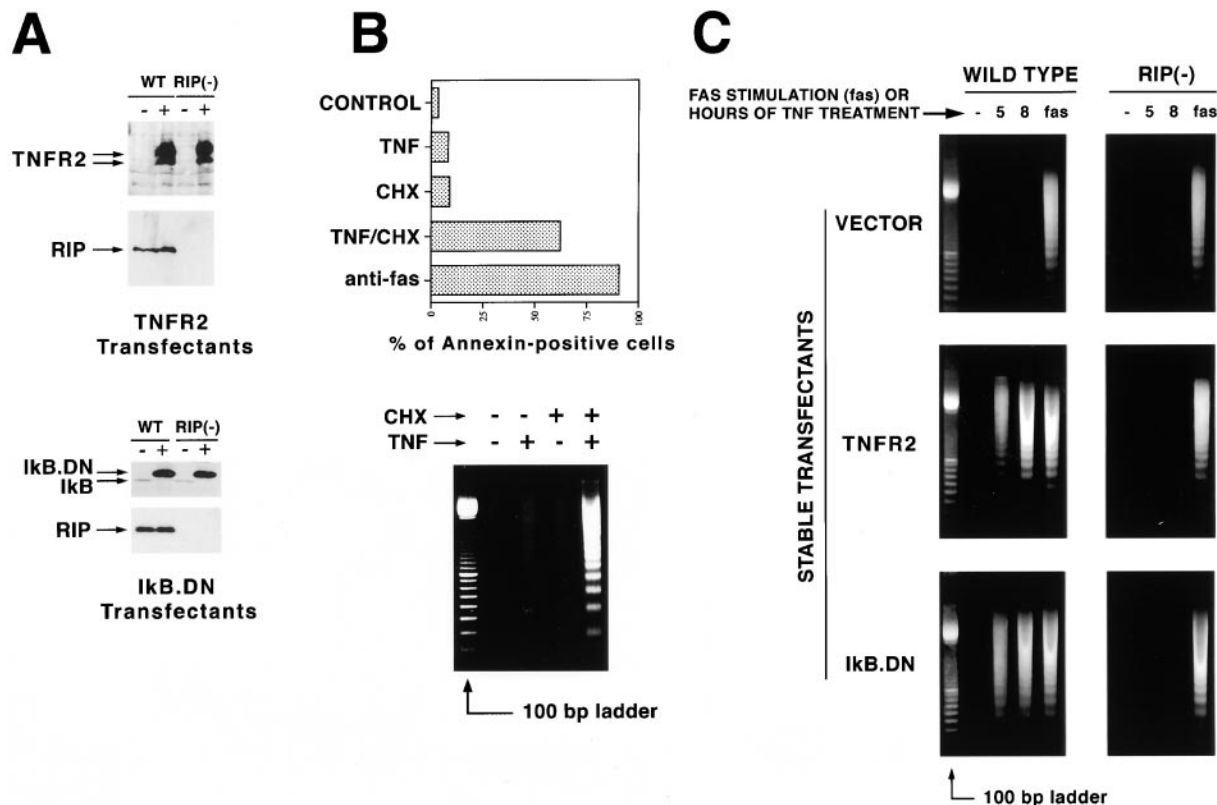 A
WT RIP(-)
- + - +
TNFR2
RIP
TNFR2
Transfectants
WT RIP(-)
- + - +
IkB.DN
IkB
RIP
IkB.DN
Transfectants
B
CONTROL
TNF
CHX
TNF/CHX
anti-fas
0 25 50 75 100
% of Annexin-positive cells
CHX - - + +
TNF - + - +
100 bp ladder
C
WILD TYPE RIP(-)
FAS STIMULATION (fas) OR
HOURS OF TNF TREATMENT
- 5 8 fas - 5 8 fas
STABLE TRANSFECTANTS
VECTOR
TNFR2
IkB.DN
100 bp ladder